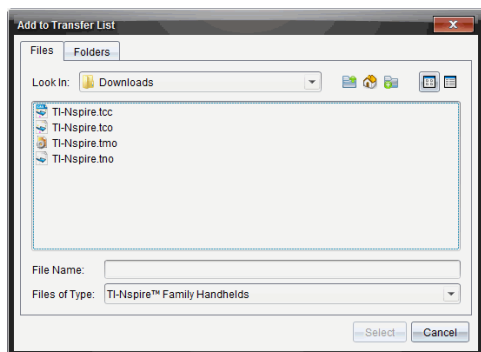 Add to Transfer List
Files Folders
Look In: Downloads
TI-Nspire.tcc
TI-Nspire.tco
TI-Nspire.tmo
TI-Nspire.tno
File Name:
Files of Type: TI-Nspire™ Family Handhelds
Select Cancel